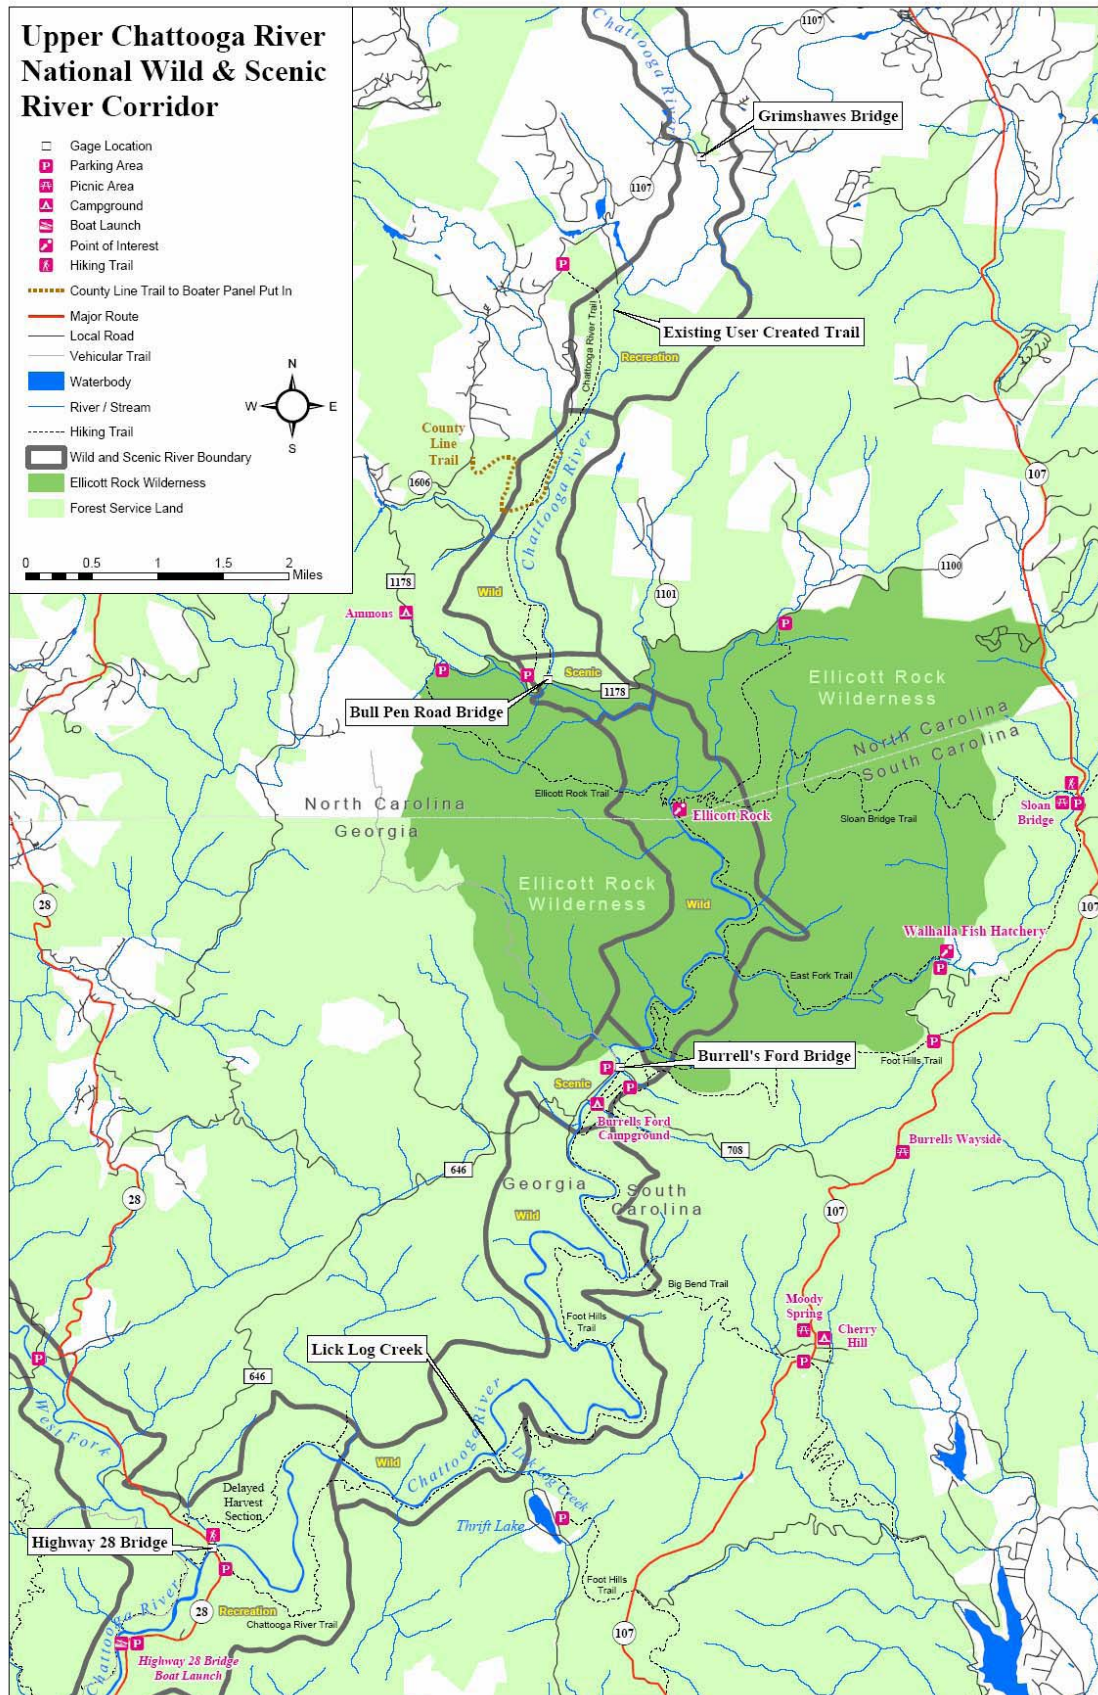 Upper Chattooga River
National Wild & Scenic
River Corridor
Gage Location
P Parking Area
Picnic Area
Campground
Boat Launch
Point of Interest
Hiking Trail
County Line Trail to Boater Panel Put In
Major Route
Local Road
Vehicular Trail
Waterbody
River / Stream
Hiking Trail
Wild and Scenic River Boundary
Ellicott Rock Wilderness
Forest Service Land
N
W E
S
0 0.5 1 2
Miles
Chattooga River
1107
Grimshawes Bridge
1107
P
Existing User Created Trail
Chattooga River Trail
Recreation
County
Line
Trail
Chattooga River
1606
107
1100
1178
Ammons
Wild
1101
P
P
P
Scenic
1178
Bull Pen Road Bridge
Ellicott Rock
Wilderness
North Carolina
South Carolina
Ellicott Rock Trail
North Carolina
Georgia
Ellicott Rock
Sloan Bridge Trail
Sloan
Bridge
P
Ellicott Rock
Wilderness
Wild
28
107
Walhalla Fish Hatchery
P
East Fork Trail
P
Foot Hills Trail
Burrell's Ford Bridge
P
P
Scenic
Burrells Ford
Campground
Burrells Wayside
708
646
Georgia
South
Carolina
Wild
28
107
Big Bend Trail
Foot Hills
Trail
Moody
Spring
Cherry
Hill
P
Lick Log Creek
P
646
West Fork
Chattooga River
Wild
Lick Log Creek
Delayed
Harvest
Section
Thrift Lake
P
Highway 28 Bridge
P
Foot Hills
Trail
Chattooga River
28
Recreation
Chattooga River Trail
107
P
Highway 28 Bridge
Boat Launch